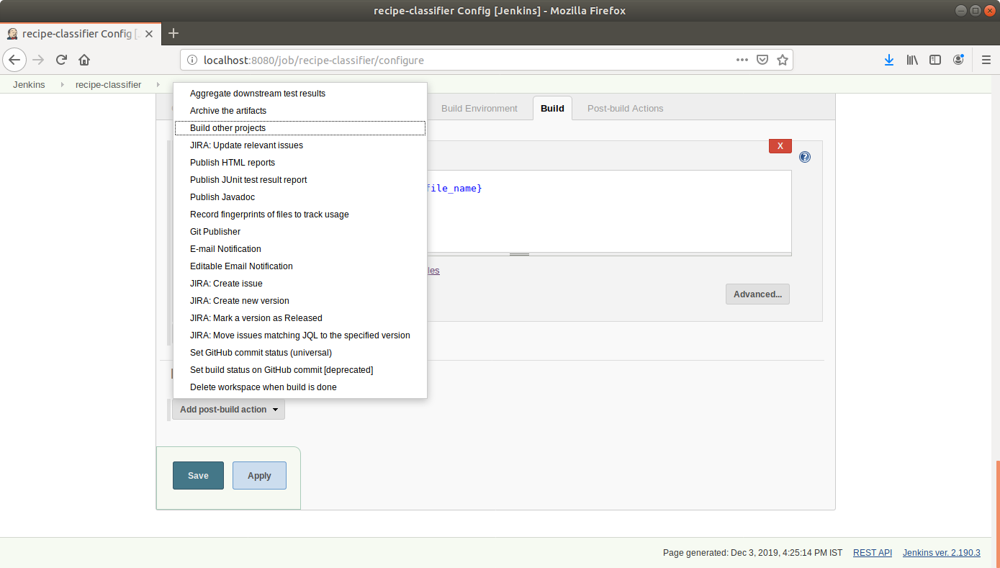 recipe-classifier Config [Jenkins] - Mozilla Firefox
recipe-classifier Config [
localhost:8080/job/recipe-classifier/configure
Jenkins
recipe-classifier
Aggregate downstream test results
Archive the artifacts
Build other projects
JIRA: Update relevant issues
Publish HTML reports
Publish JUnit test result report
Publish Javadoc
Record fingerprints of files to track usage
Git Publisher
E-mail Notification
Editable Email Notification
JIRA: Create issue
JIRA: Create new version
JIRA: Mark a version as Released
JIRA: Move issues matching JQL to the specified version
Set GitHub commit status (universal)
Set build status on GitHub commit [deprecated]
Delete workspace when build is done
Build Environment
Build
Post-build Actions
X
?
file_name}
les
Advanced...
Add post-build action
Save
Apply
Page generated: Dec 3, 2019, 4:25:14 PM IST
REST API
Jenkins ver. 2.190.3